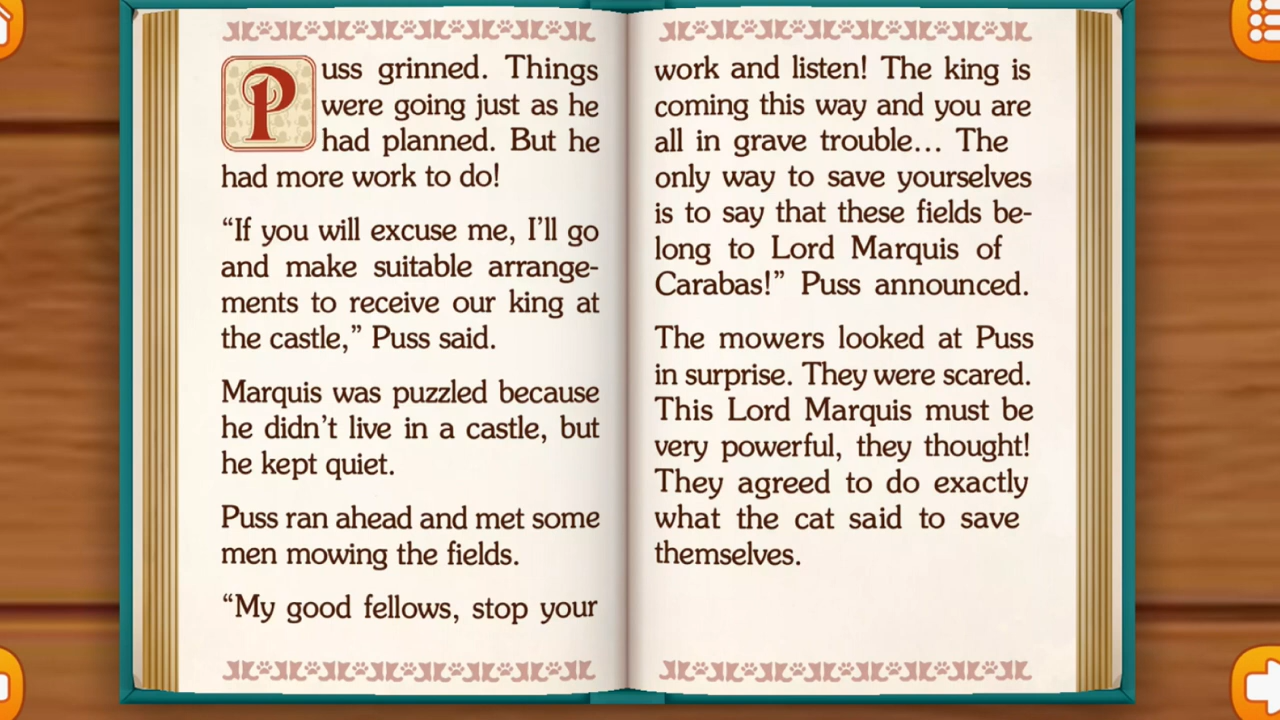 Puss grinned. Things
were going just as he
had planned. But he
had more work to do!
“If you will excuse me, I’ll go
and make suitable arrange-
ments to receive our king at
the castle,” Puss said.
Marquis was puzzled because
he didn’t live in a castle, but
he kept quiet.
Puss ran ahead and met some
men mowing the fields.
“My good fellows, stop your
work and listen! The king is
coming this way and you are
all in grave trouble… The
only way to save yourselves
is to say that these fields be-
long to Lord Marquis of
Carabas!” Puss announced.
The mowers looked at Puss
in surprise. They were scared.
This Lord Marquis must be
very powerful, they thought!
They agreed to do exactly
what the cat said to save
themselves.